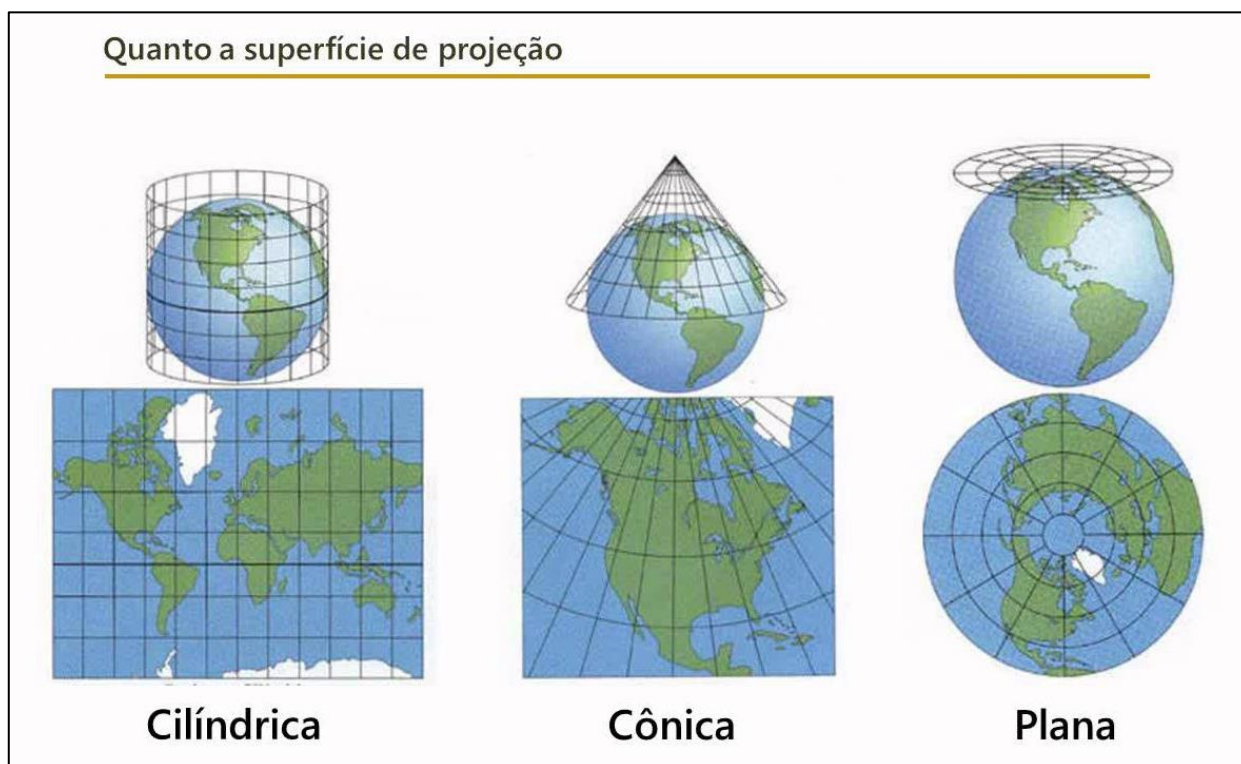 Quanto a superfície de projeção
Cilíndrica
Cônica
Plana